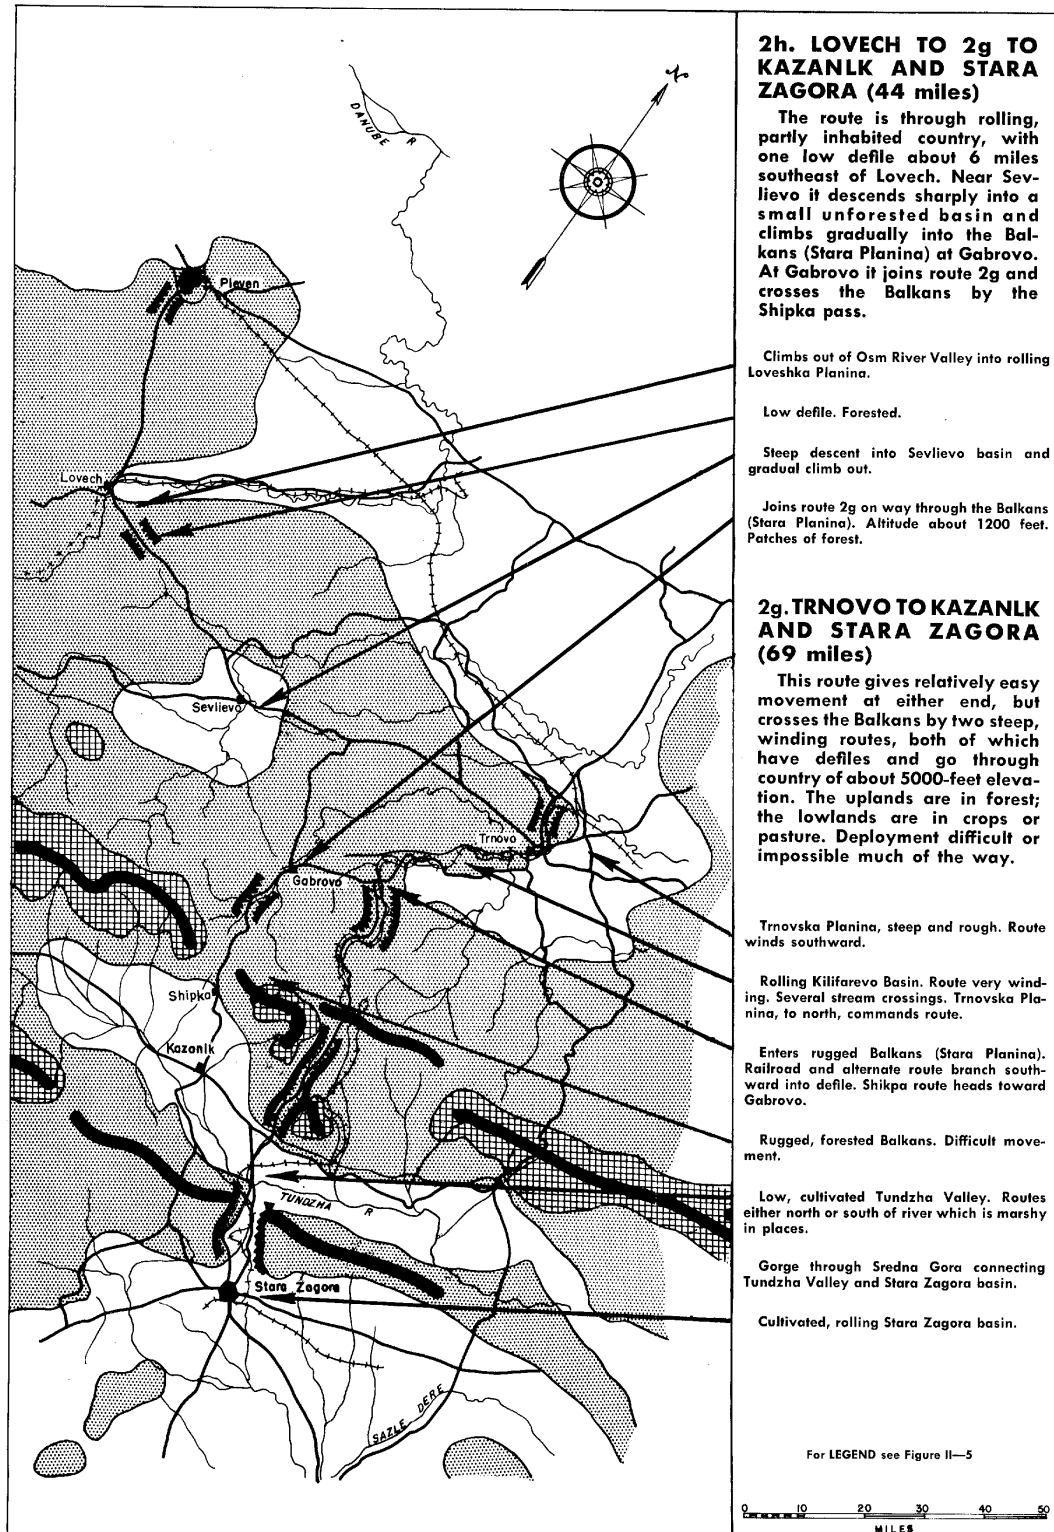 2h. LOVECH TO 2g TO
KAZANLK AND STARA
ZAGORA (44 miles)
The route is through rolling,
partly inhabited country, with
one low defile about 6 miles
southeast of Lovech. Near Sev-
lievo it descends sharply into a
small unforested basin and
climbs gradually into the Bal-
kans (Stara Planina) at Gabrovo.
At Gabrovo it joins route 2g and
crosses the Balkans by the
Shipka pass.
Climbs out of Osm River Valley into rolling
Loveshka Planina.
Low defile. Forested.
Steep descent into Sevlievo basin and
gradual climb out.
Joins route 2g on way through the Balkans
(Stara Planina). Altitude about 1200 feet.
Patches of forest.
2g. TRNOVO TO KAZANLK
AND STARA ZAGORA
(69 miles)
This route gives relatively easy
movement at either end, but
crosses the Balkans by two steep,
winding routes, both of which
have defiles and go through
country of about 5000-feet eleva-
tion. The uplands are in forest;
the lowlands are in crops or
pasture. Deployment difficult or
impossible much of the way.
Trnovska Planina, steep and rough. Route
winds southward.
Rolling Kilifarevo Basin. Route very wind-
ing. Several stream crossings. Trnovska Pla-
nina, to north, commands route.
Enters rugged Balkans (Stara Planina).
Railroad and alternate route branch south-
ward into defile. Shikpa route heads toward
Gabrovo.
Rugged, forested Balkans. Difficult move-
ment.
Low, cultivated Tundzha Valley. Routes
either north or south of river which is marshy
in places.
Gorge through Sredna Gora connecting
Tundzha Valley and Stara Zagora basin.
Cultivated, rolling Stara Zagora basin.
For LEGEND see Figure II—5
0 10 20 30 40 50
MILES
N
DANUBE R
Pleven
Lovech
Sevlievo
Trnovo
Gabrovo
Shipka
Kazanlk
TUNDZHA R
Stara Zagora
SAZLE DERE